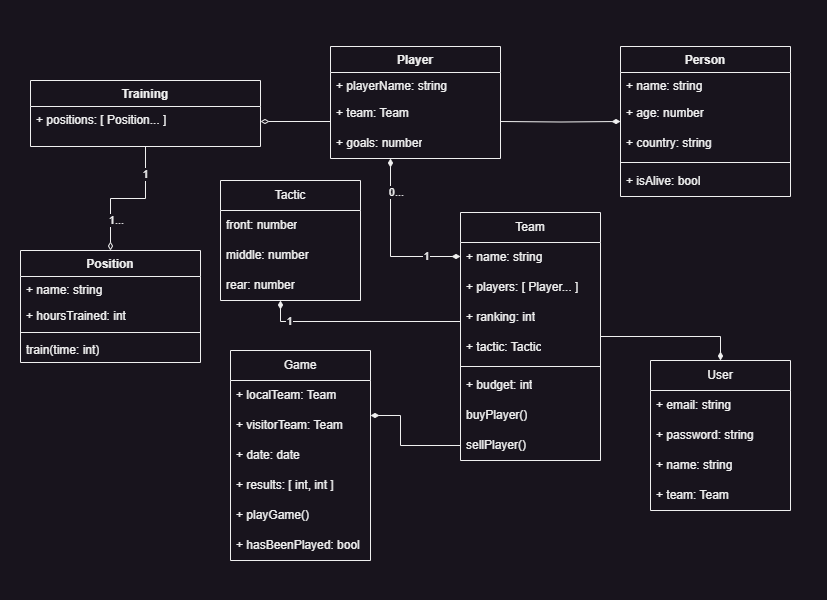 Player
+ playerName: string
+ team: Team
+ goals: number
Person
+ name: string
+ age: number
+ country: string
+ isAlive: bool
Training
+ positions: [ Position... ]
1
1...
Position
+ name: string
+ hoursTrained: int
train(time: int)
Tactic
front: number
middle: number
rear: number
1
0...
1
Team
+ name: string
+ players: [ Player... ]
+ ranking: int
+ tactic: Tactic
+ budget: int
buyPlayer()
sellPlayer()
Game
+ localTeam: Team
+ visitorTeam: Team
+ date: date
+ results: [ int, int ]
+ playGame()
+ hasBeenPlayed: bool
User
+ email: string
+ password: string
+ name: string
+ team: Team